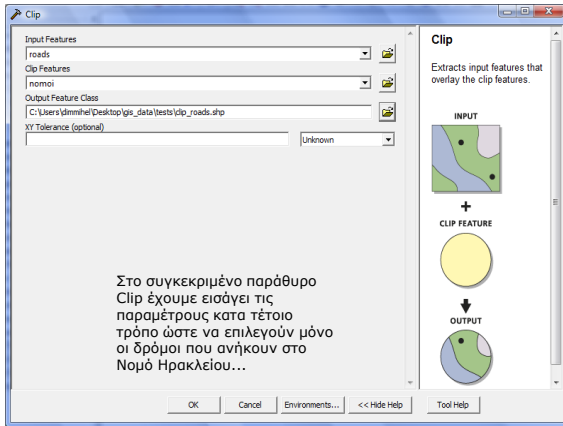 Clip
Input Features
roads
Clip Features
nomoi
Output Feature Class
C:\Users\dimmihel\Desktop\gis_data\tests\clip_roads.shp
XY Tolerance (optional)
Unknown
Στο συγκεκριμένο παράθυρο
Clip έχουμε εισάγει τις
παραμέτρους κατα τέτοιο
τρόπο ώστε να επιλεγούν μόνο
οι δρόμοι που ανήκουν στο
Νομό Ηρακλείου...
OK
Cancel
Environments...
<< Hide Help
Clip
Extracts input features that
overlay the clip features.
INPUT
+
CLIP FEATURE
OUTPUT
Tool Help